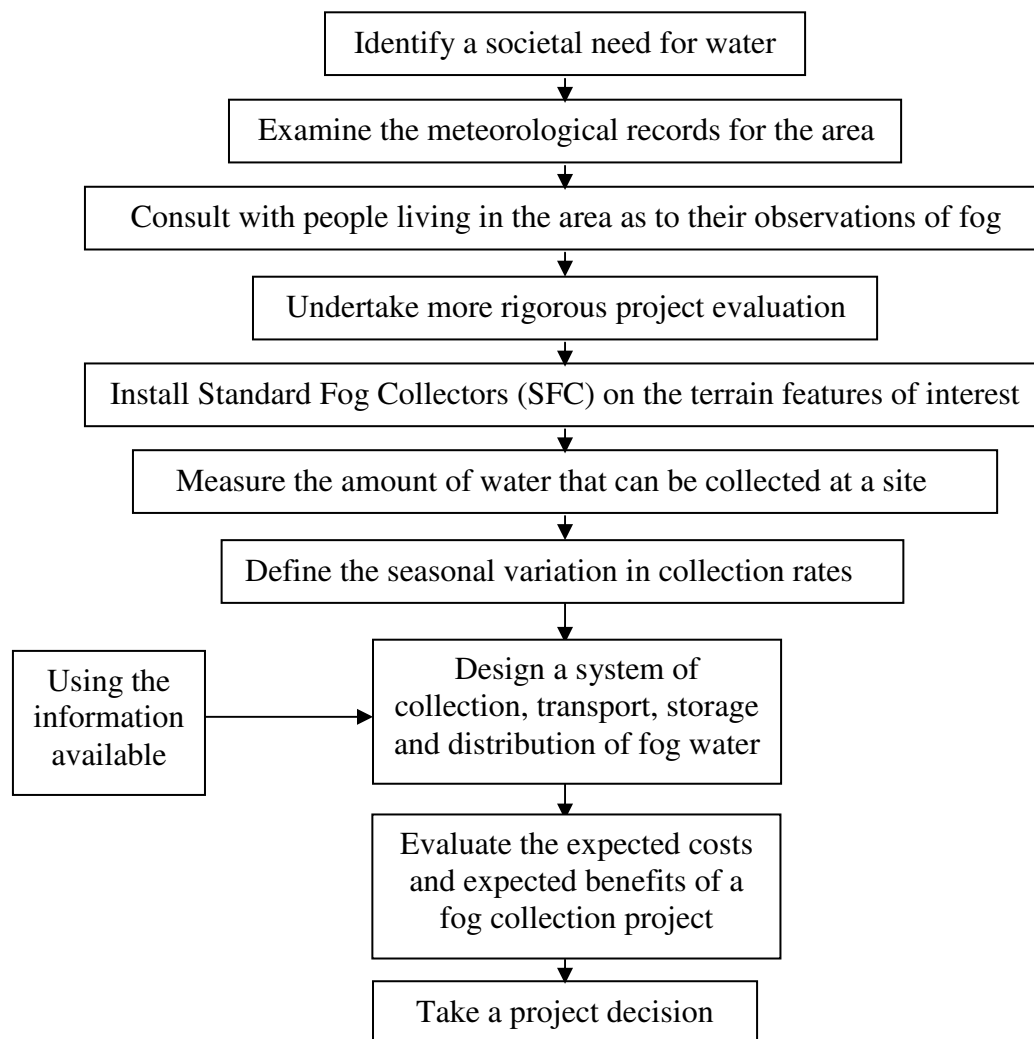 Identify a societal need for water
Examine the meteorological records for the area
Consult with people living in the area as to their observations of fog
Undertake more rigorous project evaluation
Install Standard Fog Collectors (SFC) on the terrain features of interest
Measure the amount of water that can be collected at a site
Define the seasonal variation in collection rates
Using the
information
available
Design a system of
collection, transport, storage
and distribution of fog water
Evaluate the expected costs
and expected benefits of a
fog collection project
Take a project decision